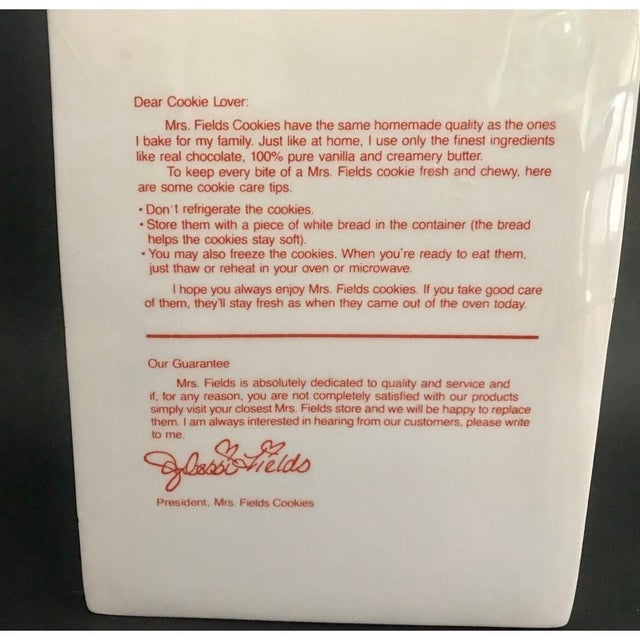 Dear Cookie Lover:
Mrs. Fields Cookies have the same homemade quality as the ones
I bake for my family. Just like at home, I use only the finest ingredients
like real chocolate, 100% pure vanilla and creamery butter.
To keep every bite of a Mrs. Fields cookie fresh and chewy, here
are some cookie care tips.
• Don't refrigerate the cookies.
• Store them with a piece of white bread in the container (the bread
helps the cookies stay soft).
• You may also freeze the cookies. When you're ready to eat them,
just thaw or reheat in your oven or microwave.
I hope you always enjoy Mrs. Fields cookies. If you take good care
of them, they'll stay fresh as when they came out of the oven today.
Our Guarantee
Mrs. Fields is absolutely dedicated to quality and service and
if, for any reason, you are not completely satisfied with our products
simply visit your closest Mrs. Fields store and we will be happy to replace
them. I am always interested in hearing from our customers, please write
to me.
Debbi Fields
President, Mrs. Fields Cookies